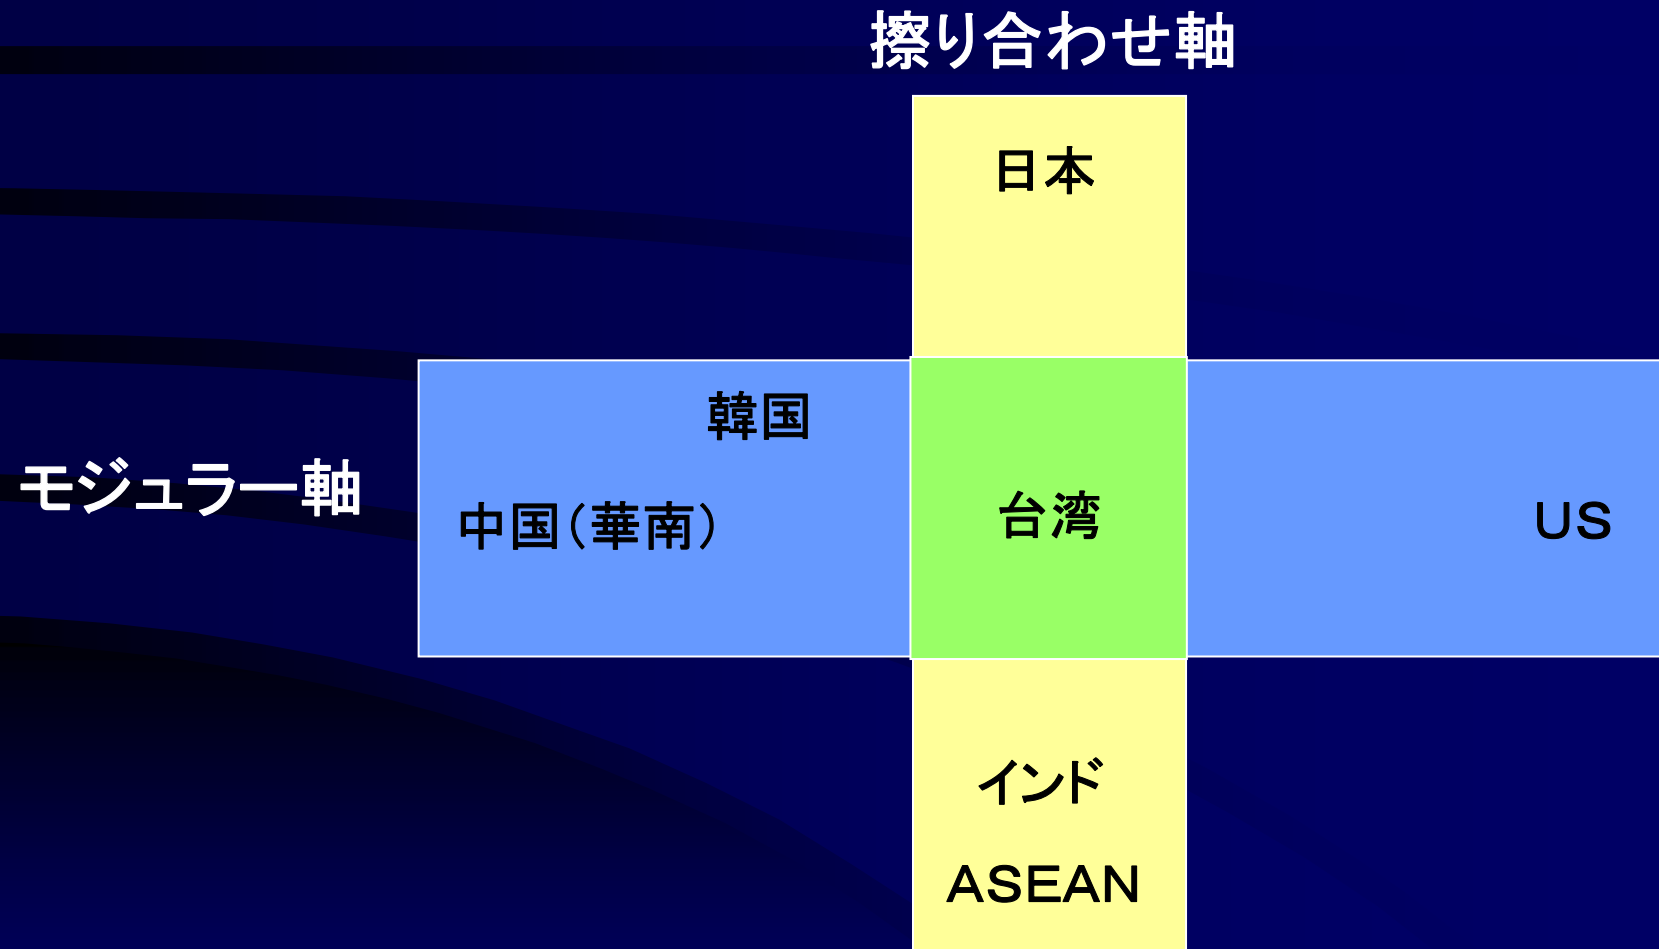 擦り合わせ軸
日本
韓国
モジュラー軸
中国（華南）
台湾
ＵＳ
インド
ＡＳＥＡＮ